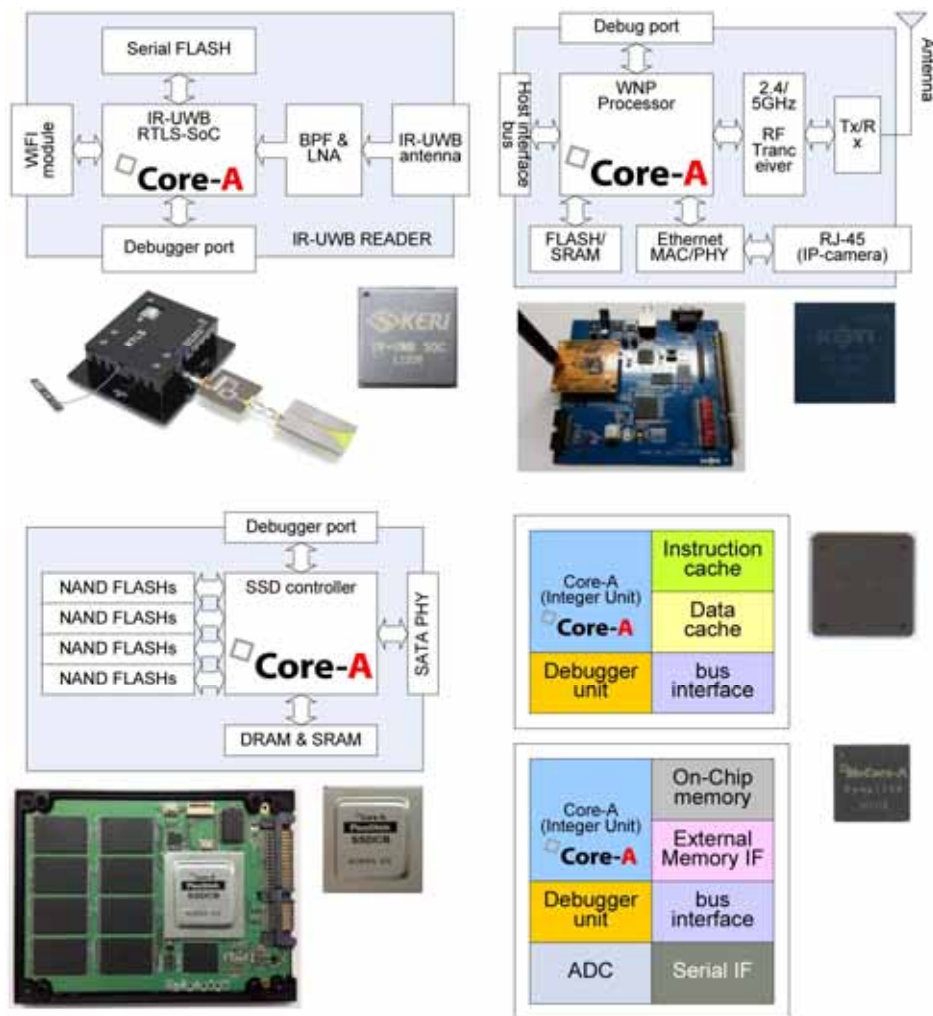 Serial FLASH
WIFI
module
IR-UWB
RTLS-SoC
Core-A
BPF &
LNA
IR-UWB
antenna
Debugger port
IR-UWB READER
RTLS
KERI
IR-UWB SOC
Debug port
Antenna
Host interface
bus
WNP
Processor
Core-A
2.4/
5GHz
RF
Tranceiver
Tx/R
x
FLASH/
SRAM
Ethernet
MAC/PHY
RJ-45
(IP-camera)
KERI
Debugger port
NAND FLASHs
NAND FLASHs
NAND FLASHs
NAND FLASHs
SSD controller
Core-A
SATA PHY
DRAM & SRAM
Core-A
SSDCB
Core-A
(Integer Unit)
Core-A
Instruction
cache
Data
cache
Debugger
unit
bus
interface
Core-A
(Integer Unit)
Core-A
On-Chip
memory
External
Memory IF
Debugger
unit
bus
interface
ADC
Serial IF